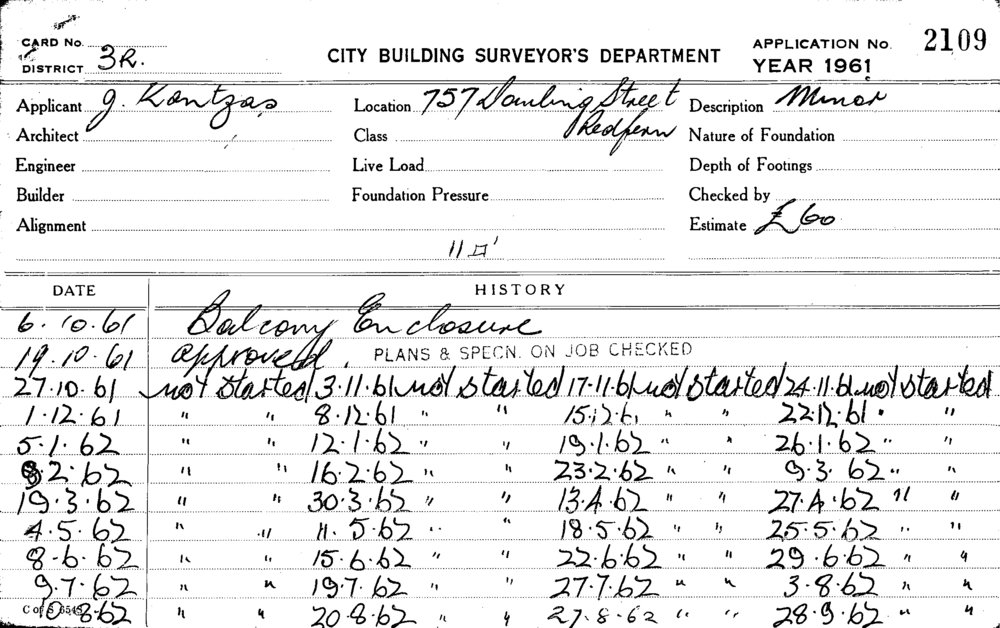 CARD No.
DISTRICT 3R.
CITY BUILDING SURVEYOR'S DEPARTMENT
APPLICATION No. 2109
YEAR 1961
Applicant J. Kontzas Location 757 Dowling Street Description Minor
Architect Class Redfern Nature of Foundation
Engineer Live Load Depth of Footings
Builder Foundation Pressure Checked by
Alignment Estimate £60
11 □'
DATE HISTORY
6.10.61 Balcony Enclosure
19.10.61 approved. PLANS & SPECN. ON JOB CHECKED
27.10.61 not started 3.11.61 not started 17.11.61 not started 24.11.61 not started
1.12.61 " " 8.12.61 " " 15.12.61 " " 22.12.61 " "
5.1.62 " " 12.1.62 " " 19.1.62 " " 26.1.62 " "
9.2.62 " " 16.2.62 " " 23.2.62 " " 9.3.62 " "
19.3.62 " " 30.3.62 " " 13.4.62 " " 27.4.62 " "
4.5.62 " " 11.5.62 " " 18.5.62 " " 25.5.62 " "
8.6.62 " " 15.6.62 " " 22.6.62 " " 29.6.62 " "
9.7.62 " " 19.7.62 " " 27.7.62 " " 3.8.62 " "
10.8.62 " " 20.8.62 " " 27.8.62 " " 28.9.62 " "